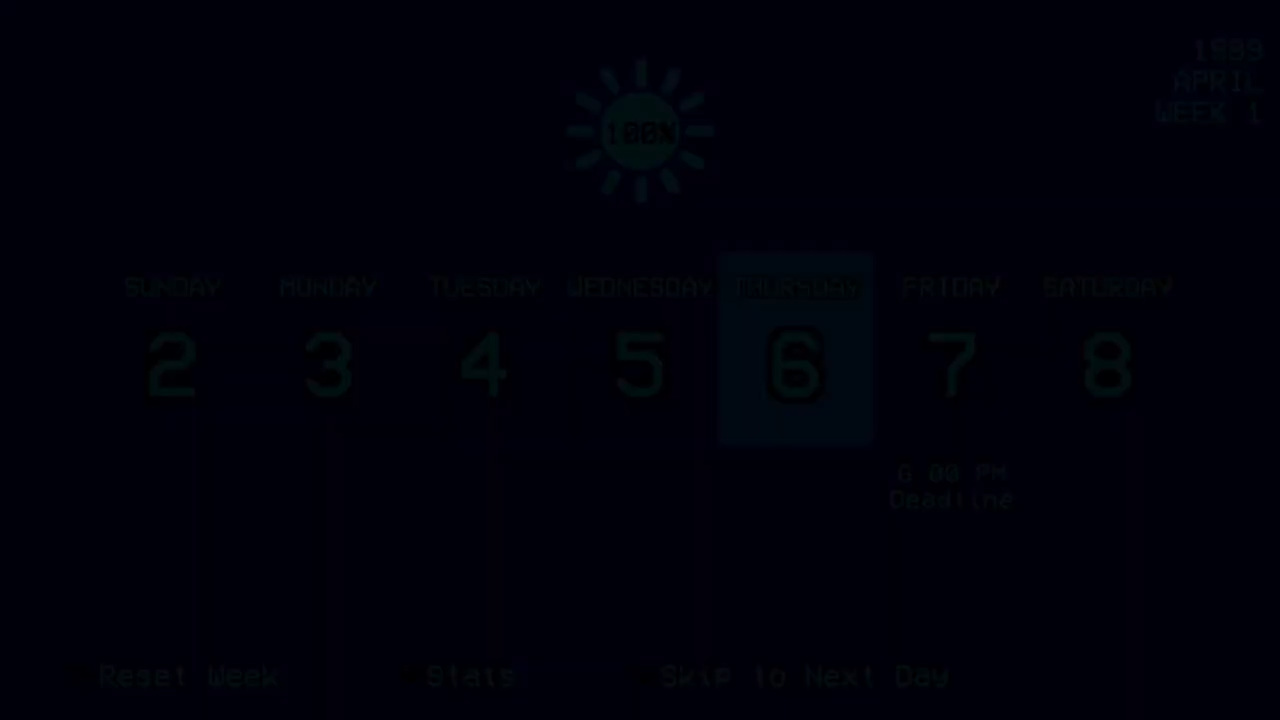 1989
APRIL
WEEK 1
100%
SUNDAY MONDAY TUESDAY WEDNESDAY THURSDAY FRIDAY SATURDAY
2 3 4 5 6 7 8
6:00 PM
Deadline
Reset Week Stats Skip to Next Day